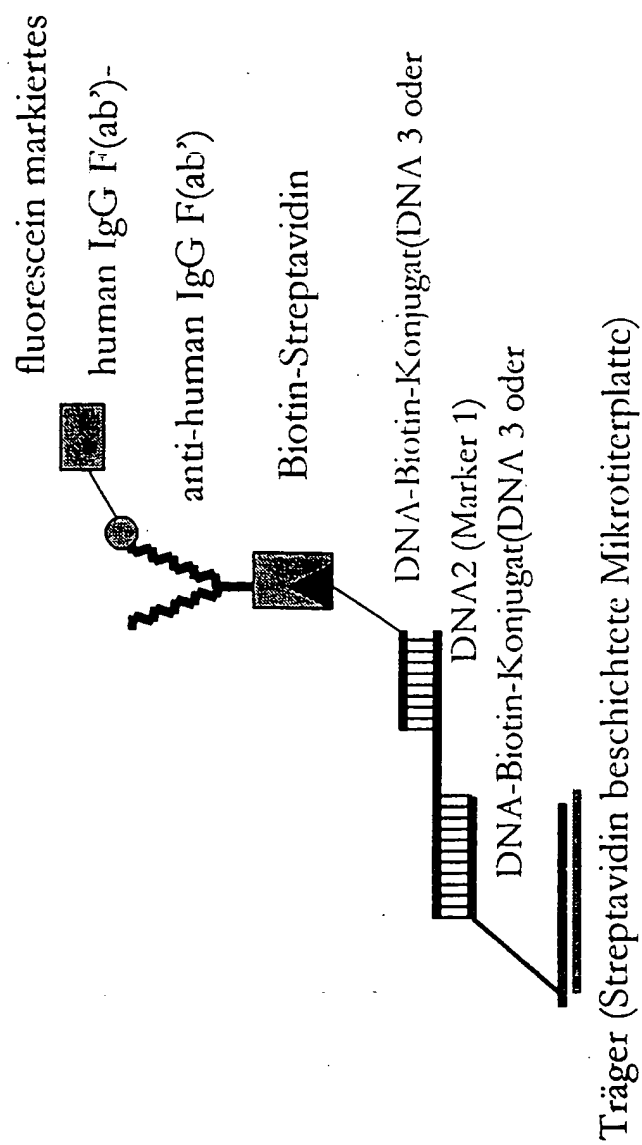 fluorescein markiertes
human IgG F(ab')-
anti-human IgG F(ab')
Biotin-Streptavidin
DNA-Biotin-Konjugat(DNA 3 oder
DNA2 (Marker 1)
DNA-Biotin-Konjugat(DNA 3 oder
Träger (Streptavidin beschichtete Mikrotiterplatte)